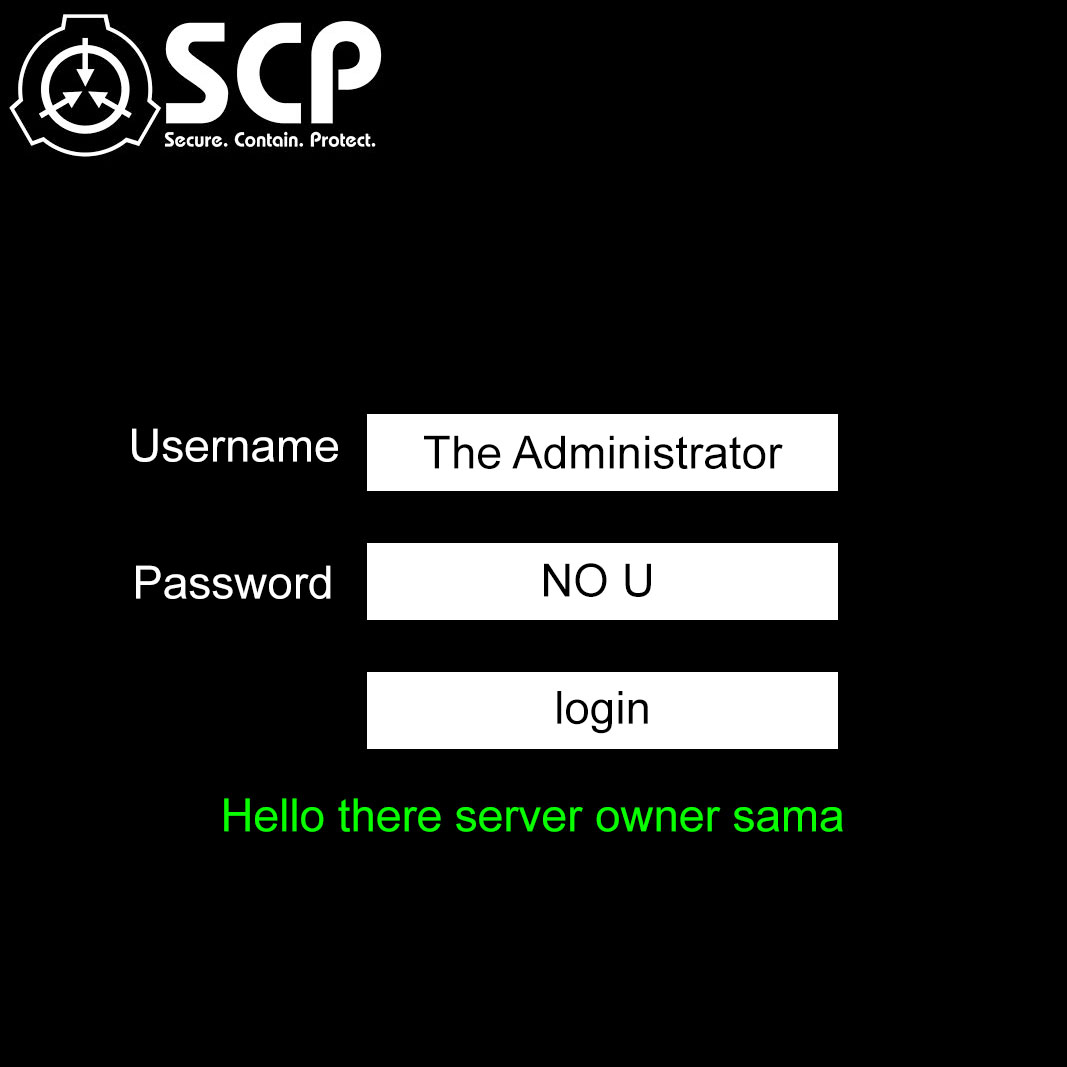 SCP
Secure. Contain. Protect.
Username
The Administrator
Password
NO U
login
Hello there server owner sama